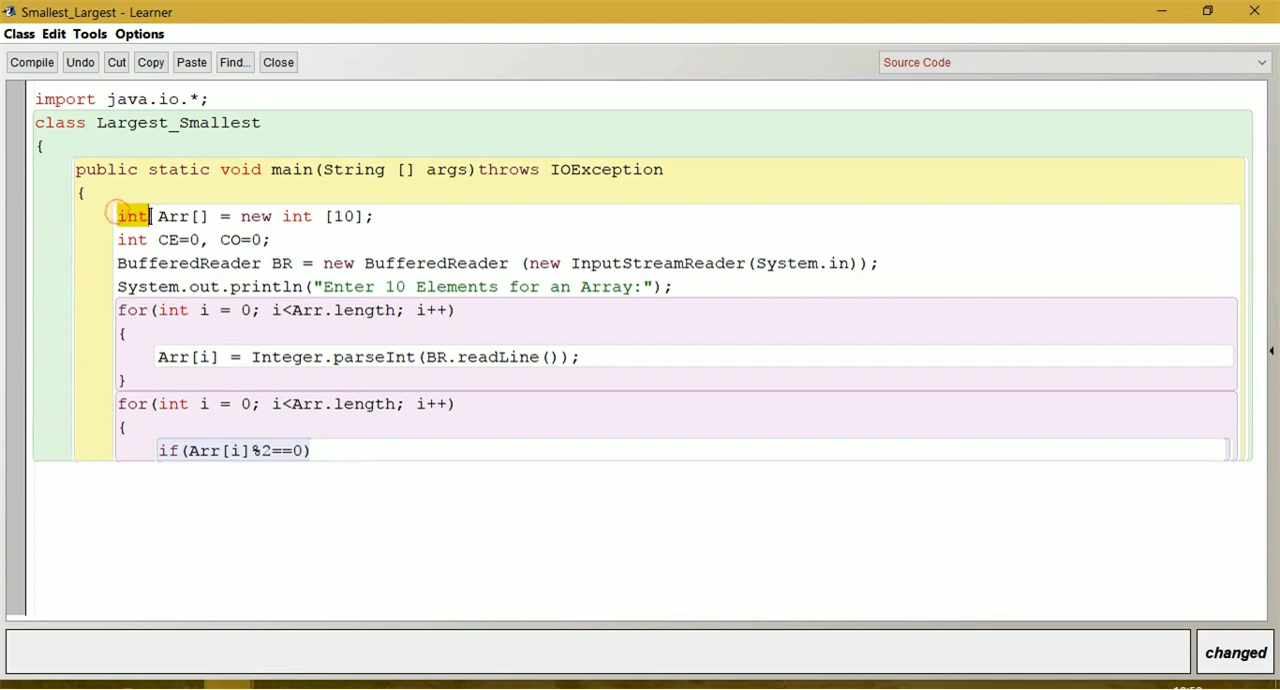 Smallest_Largest - Learner
Class Edit Tools Options
Compile Undo Cut Copy Paste Find... Close Source Code
import java.io.*;
class Largest_Smallest
{
public static void main(String [] args)throws IOException
{
int Arr[] = new int [10];
int CE=0, CO=0;
BufferedReader BR = new BufferedReader (new InputStreamReader(System.in));
System.out.println("Enter 10 Elements for an Array:");
for(int i = 0; i<Arr.length; i++)
{
Arr[i] = Integer.parseInt(BR.readLine());
}
for(int i = 0; i<Arr.length; i++)
{
if(Arr[i]%2==0)
changed